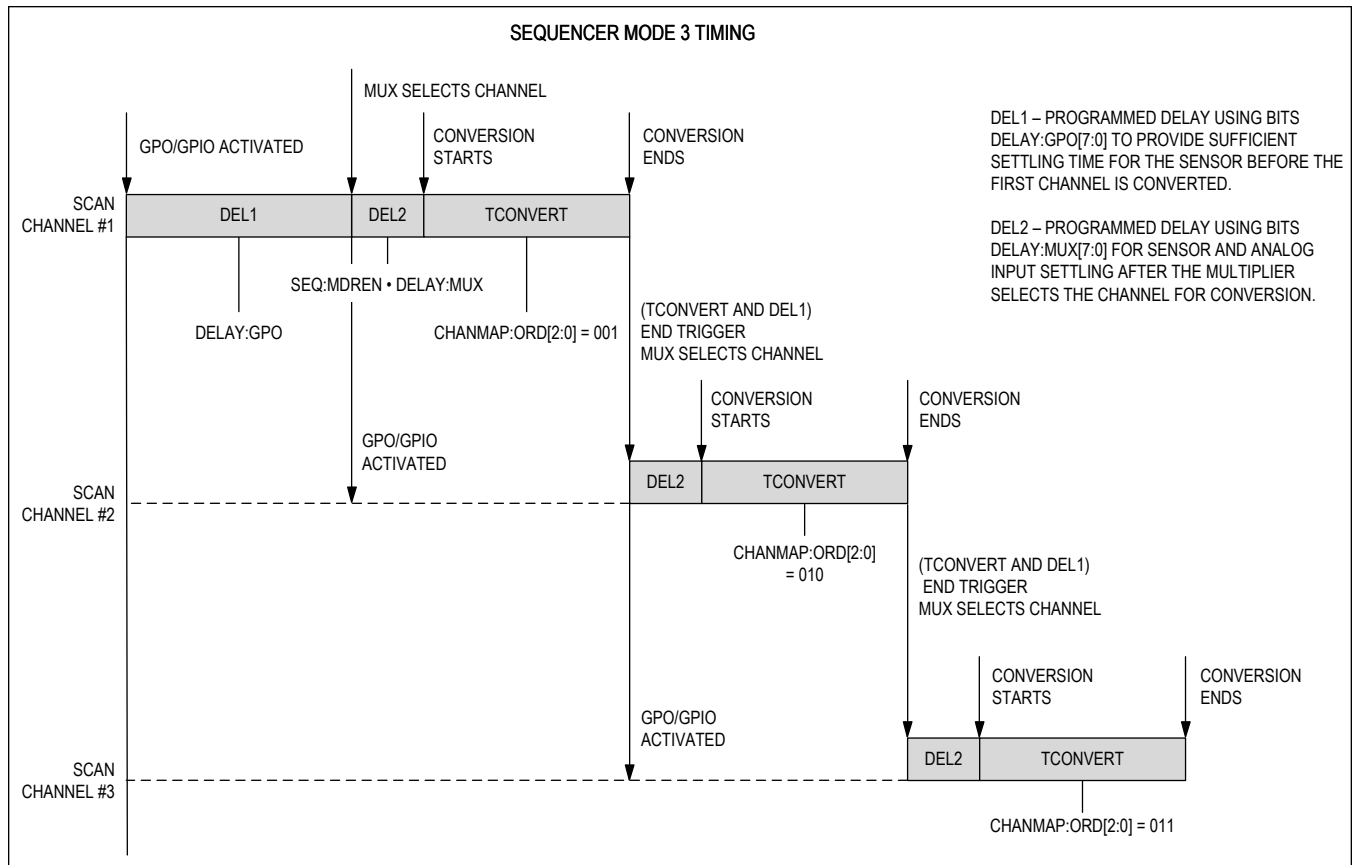 SEQUENCER MODE 3 TIMING
MUX SELECTS CHANNEL
GPO/GPIO ACTIVATED
CONVERSION
STARTS
CONVERSION
ENDS
DEL1 – PROGRAMMED DELAY USING BITS
DELAY:GPO[7:0] TO PROVIDE SUFFICIENT
SETTLING TIME FOR THE SENSOR BEFORE THE
FIRST CHANNEL IS CONVERTED.
DEL2 – PROGRAMMED DELAY USING BITS
DELAY:MUX[7:0] FOR SENSOR AND ANALOG
INPUT SETTLING AFTER THE MULTIPLIER
SELECTS THE CHANNEL FOR CONVERSION.
SCAN
CHANNEL #1
DEL1
DEL2
TCONVERT
SEQ:MDREN • DELAY:MUX
DELAY:GPO
CHANMAP:ORD[2:0] = 001
(TCONVERT AND DEL1)
END TRIGGER
MUX SELECTS CHANNEL
CONVERSION
STARTS
CONVERSION
ENDS
GPO/GPIO
ACTIVATED
SCAN
CHANNEL #2
DEL2
TCONVERT
CHANMAP:ORD[2:0]
= 010
(TCONVERT AND DEL1)
END TRIGGER
MUX SELECTS CHANNEL
CONVERSION
STARTS
CONVERSION
ENDS
GPO/GPIO
ACTIVATED
SCAN
CHANNEL #3
DEL2
TCONVERT
CHANMAP:ORD[2:0] = 011